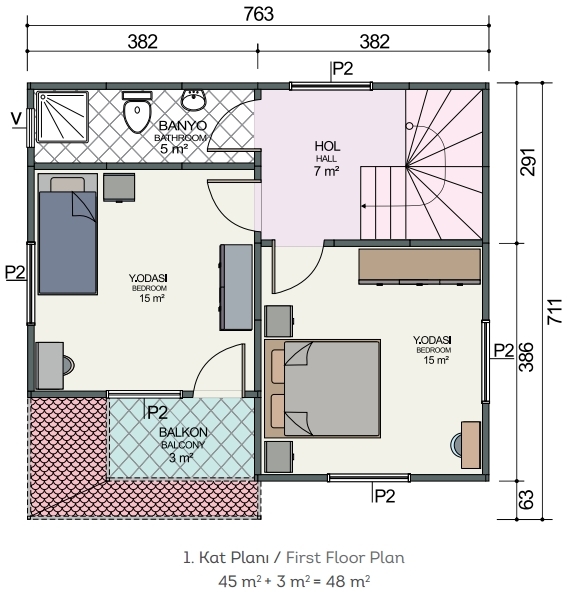 763
382 382
P2
V
BANYO
BATHROOM
5 m²
HOL
HALL
7 m²
291
P2
Y.ODASI
BEDROOM
15 m²
Y.ODASI
BEDROOM
15 m²
P2
386
711
P2
BALKON
BALCONY
3 m²
P2
63
1. Kat Planı / First Floor Plan
45 m² + 3 m² = 48 m²